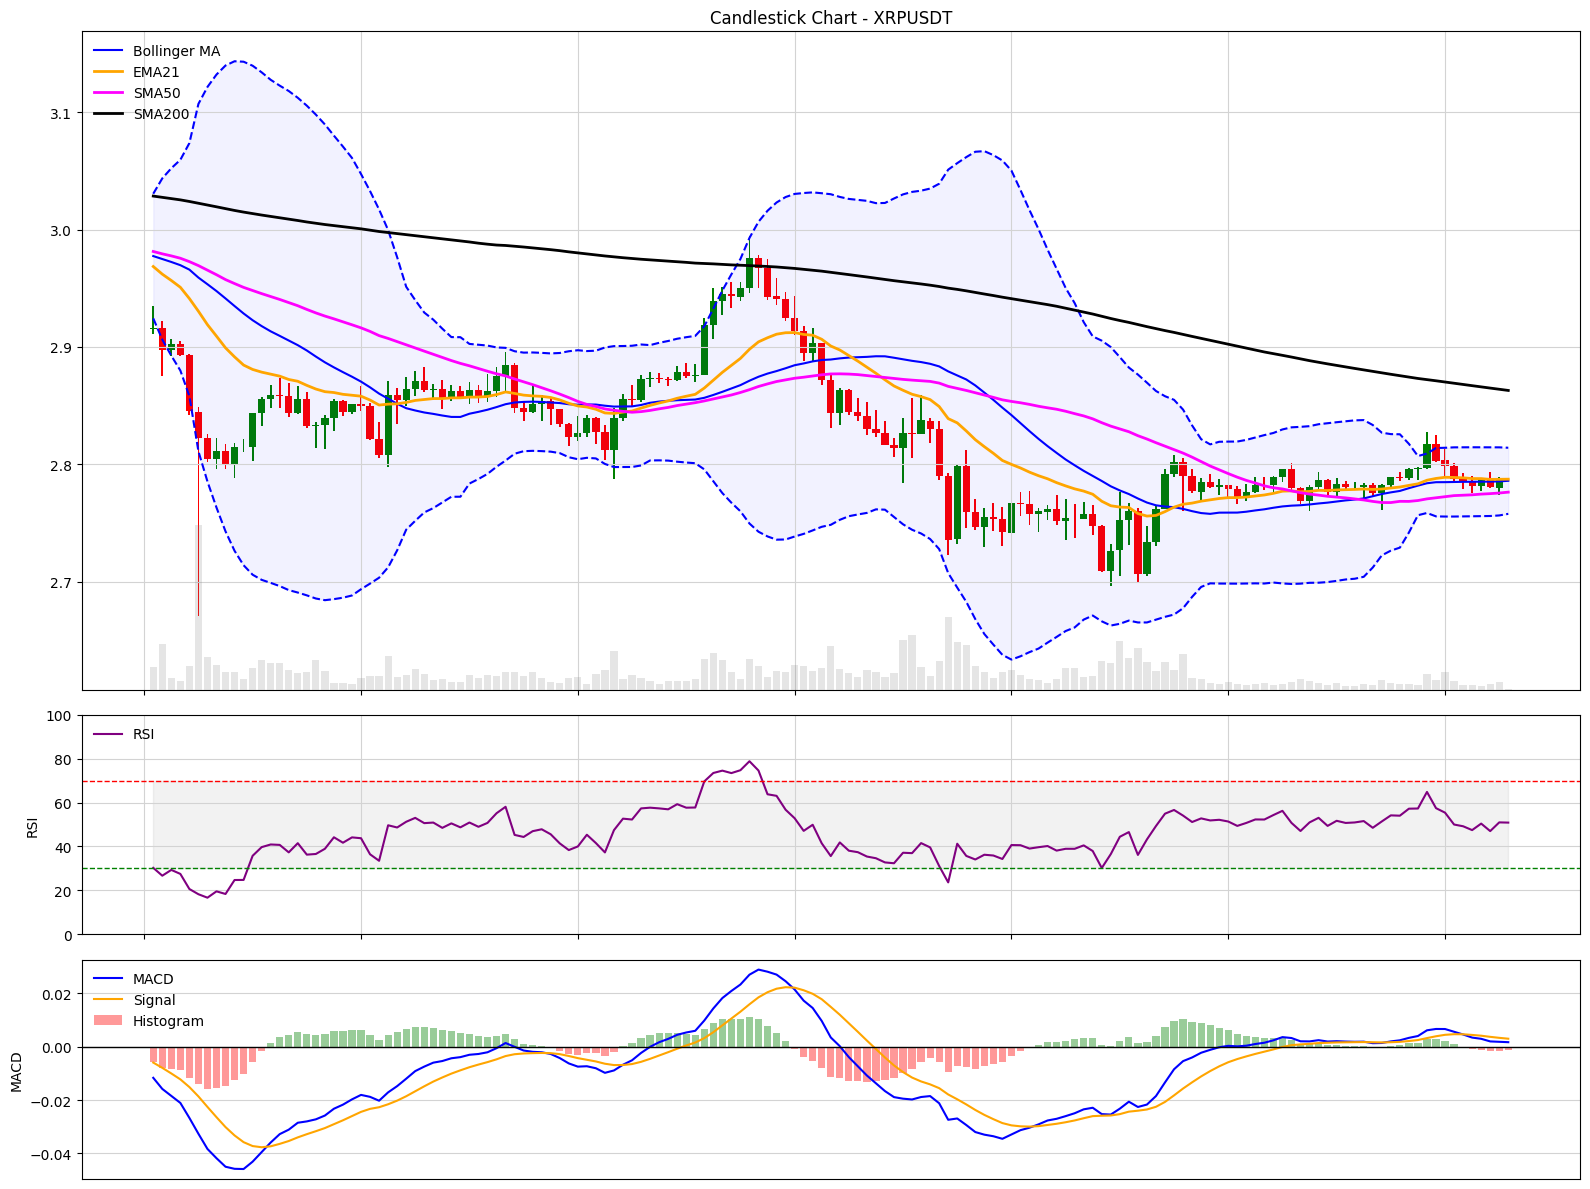 Candlestick Chart - XRPUSDT
Bollinger MA
EMA21
SMA50
SMA200
3.1
3.0
2.9
2.8
2.7
RSI
100
80
60
40
20
0
RSI
MACD
Signal
Histogram
0.02
0.00
−0.02
−0.04
MACD